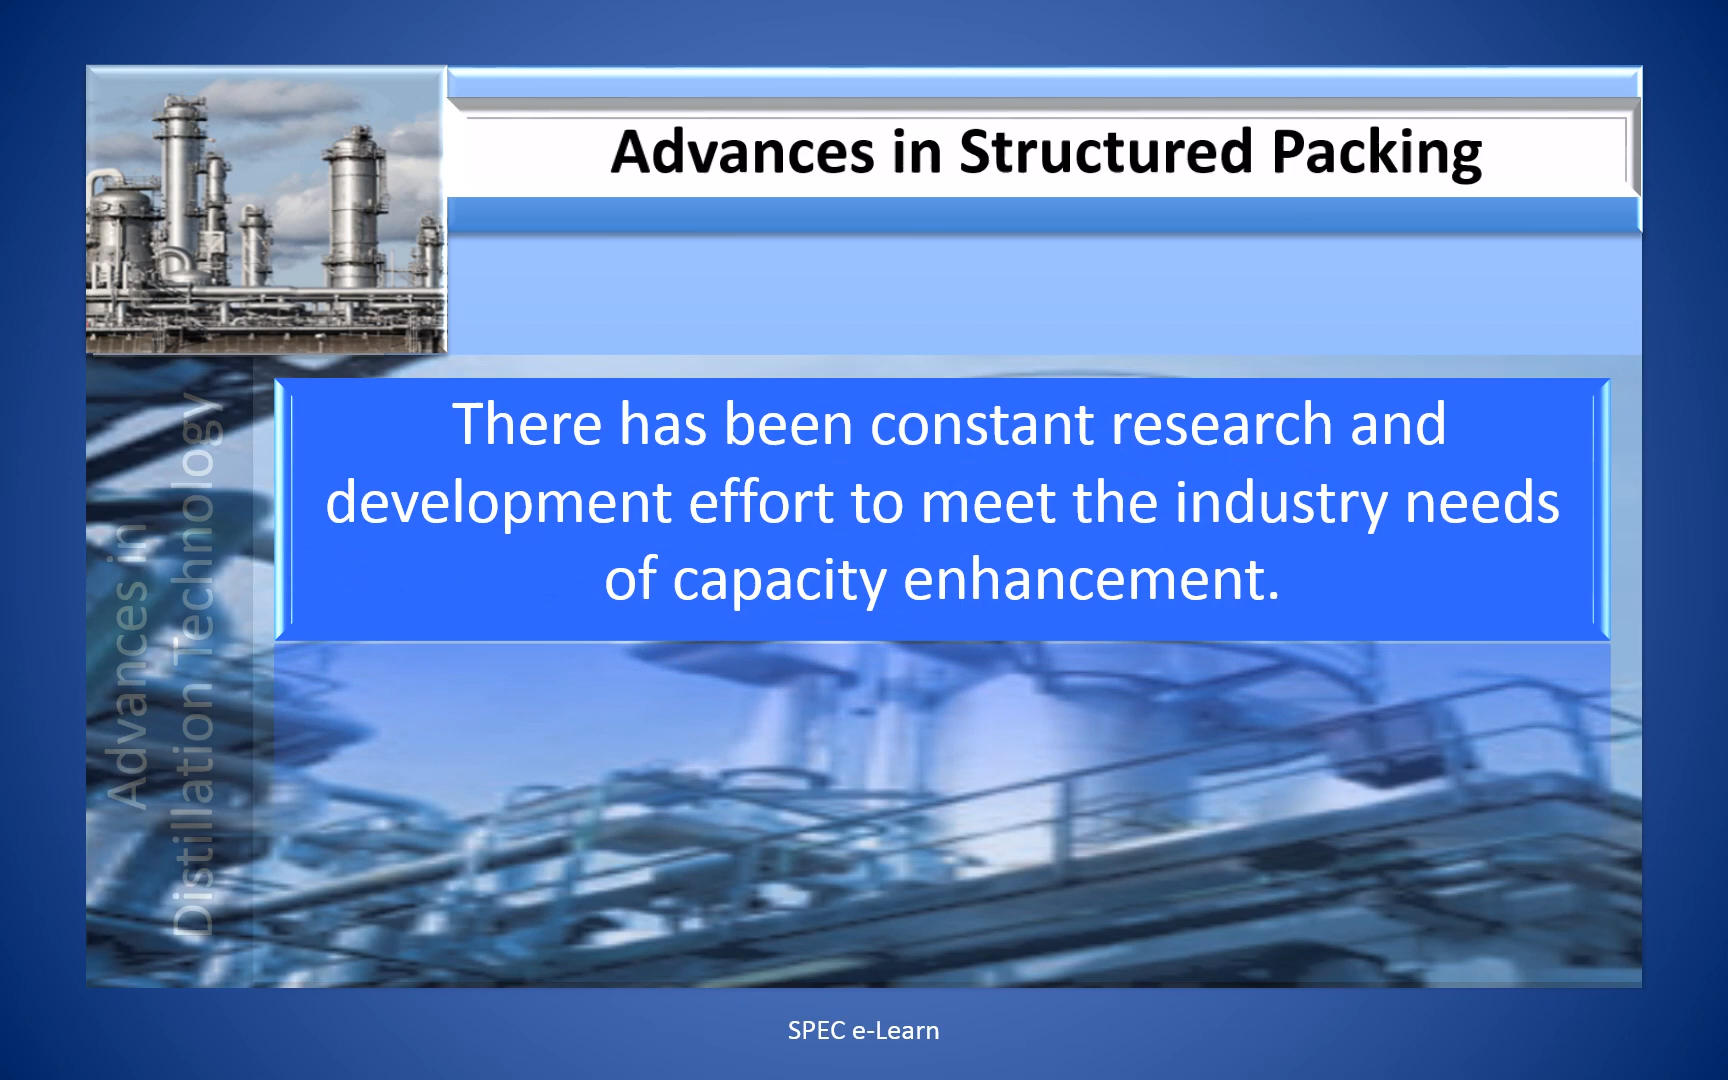 Advances in Structured Packing
There has been constant research and
development effort to meet the industry needs
of capacity enhancement.
Advances in
Distillation Technology
SPEC e-Learn